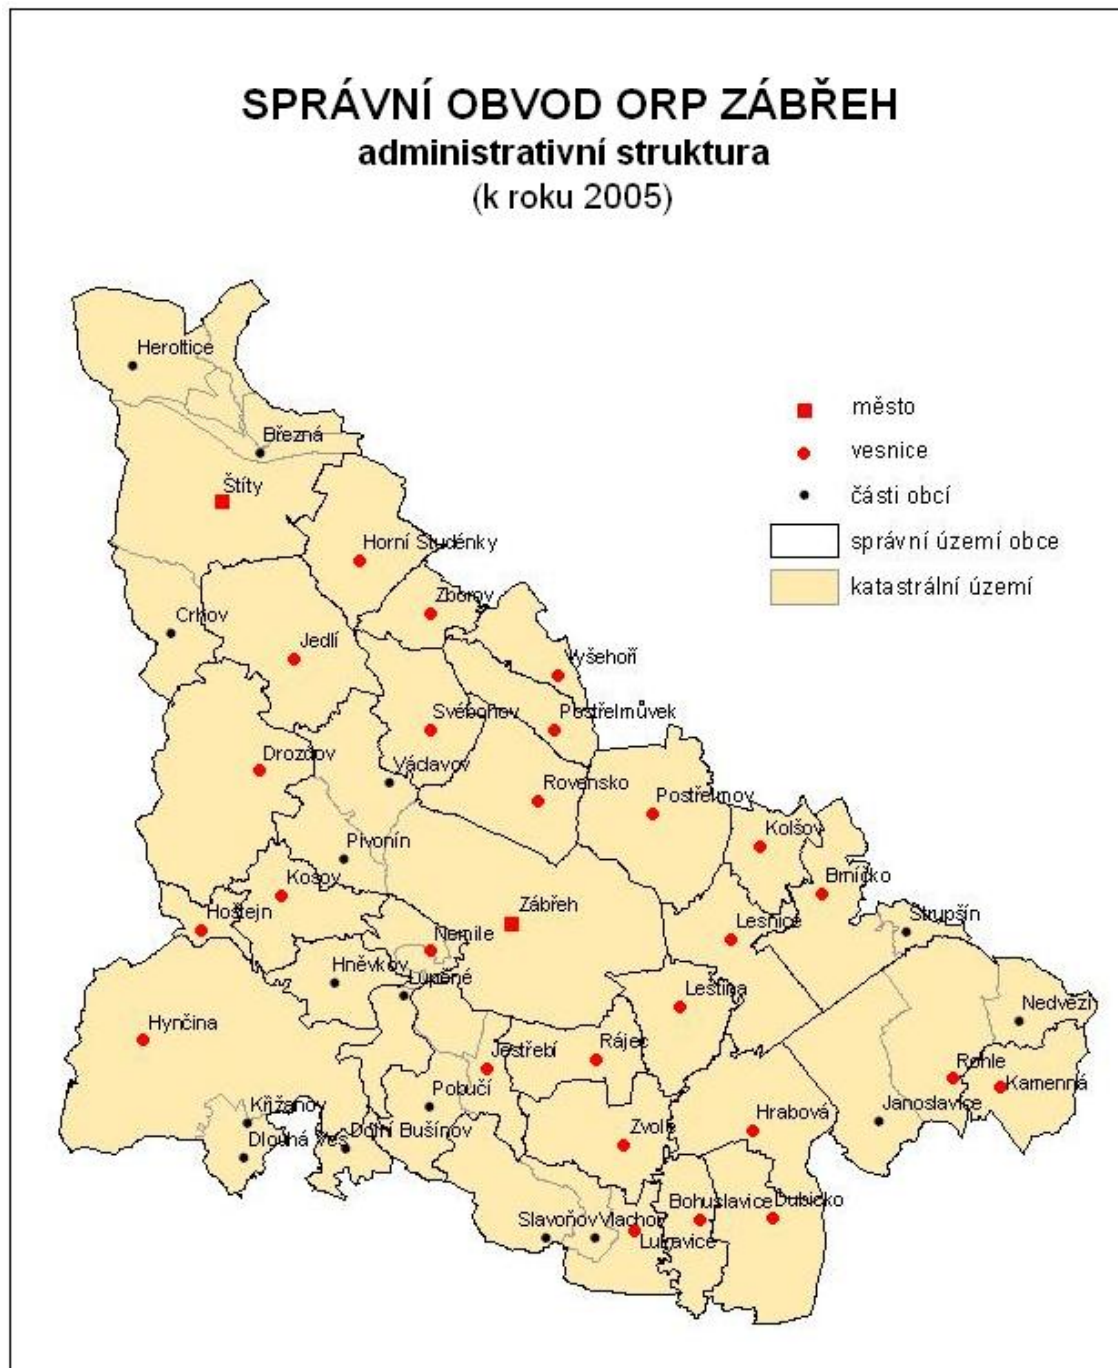 SPRÁVNÍ OBVOD ORP ZÁBŘEH
administrativní struktura
(k roku 2005)
Heroltice
město
Březná
vesnice
Štíty
části obcí
Horní Studénky
správní území obce
katastrální území
Zborov
Crhov
Jedlí
Vyšehoří
Svébohov
Postřelmůvek
Drozdov
Václavov
Rovensko
Postřelmov
Kolšov
Pivonín
Brníčko
Kosov
Zábřeh
Hoštejn
Lesnice
Strupšín
Nemile
Hněvkov
Lupěné
Leština
Nedvězí
Hynčina
Jestřebí
Rájec
Rohle
Kamenná
Pobučí
Křižanov
Janoslavice
Hrabová
Dlouhá Ves
Dolní Bušínov
Zvole
Bohuslavice
Dubicko
Slavoňov
Vlachov
Lukavice